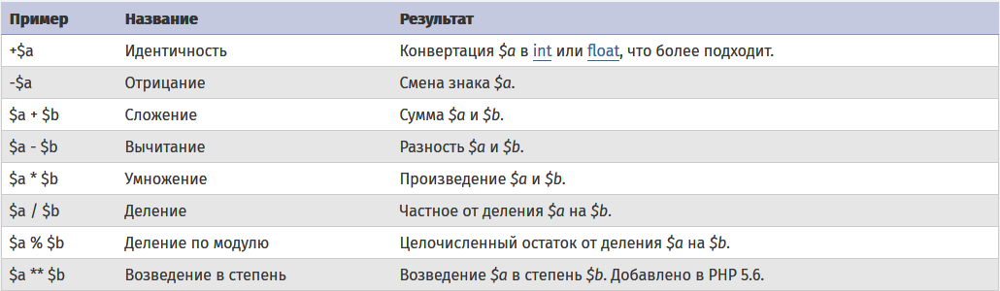 Пример Название Результат
+$a Идентичность Конвертация $a в int или float, что более подходит.
-$a Отрицание Смена знака $a.
$a + $b Сложение Сумма $a и $b.
$a - $b Вычитание Разность $a и $b.
$a * $b Умножение Произведение $a и $b.
$a / $b Деление Частное от деления $a на $b.
$a % $b Деление по модулю Целочисленный остаток от деления $a на $b.
$a ** $b Возведение в степень Возведение $a в степень $b. Добавлено в PHP 5.6.